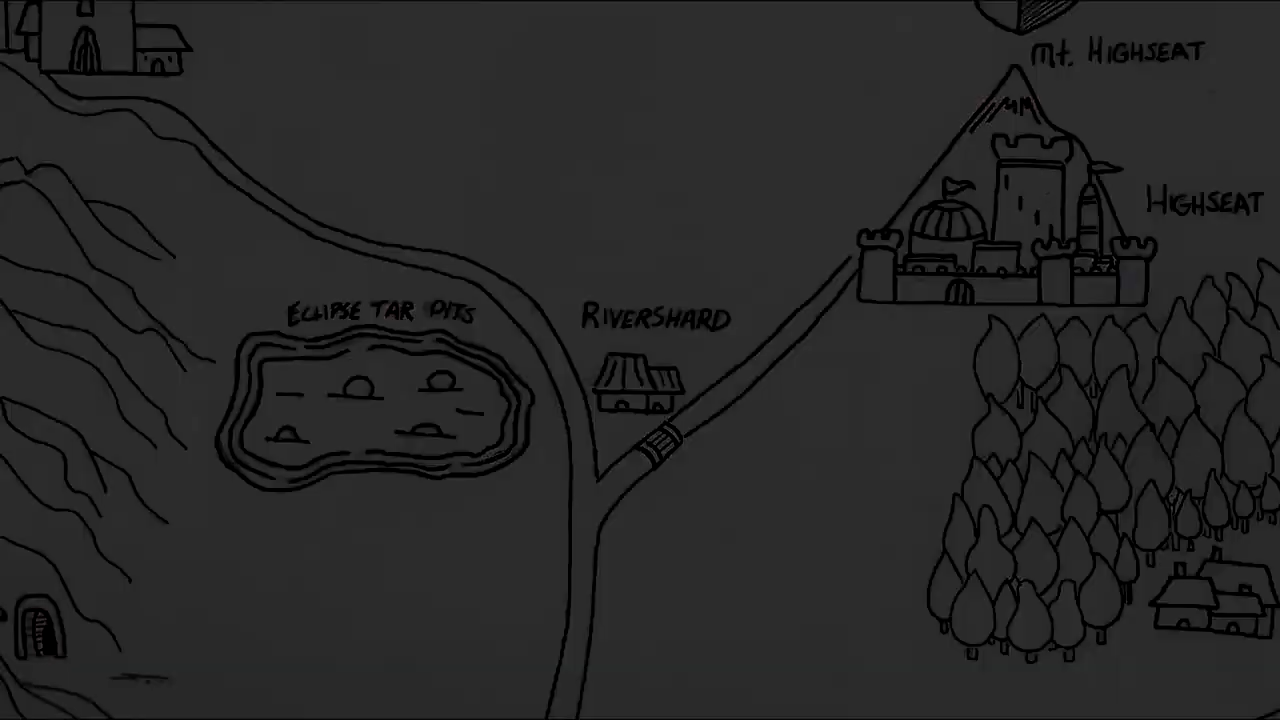 Mt. HIGHSEAT
HIGHSEAT
ECLIPSE TAR PITS
RIVERSHARD